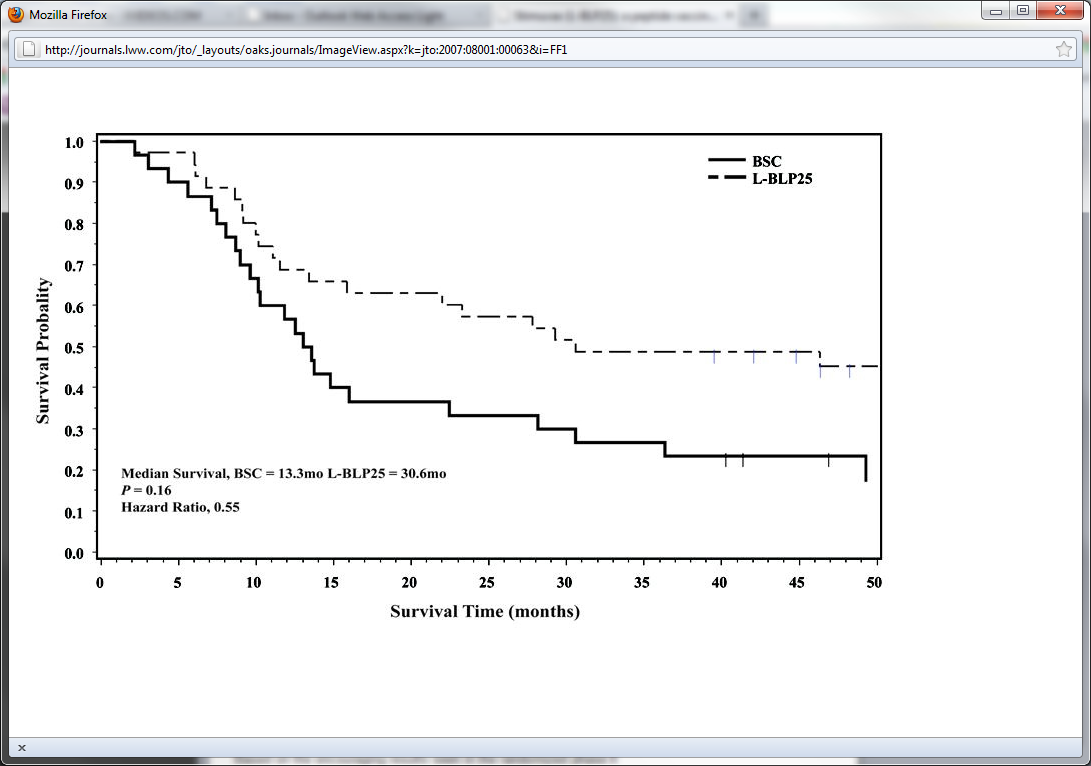 Mozilla Firefox
http://journals.lww.com/jto/_layouts/oaks.journals/ImageView.aspx?k=jto:2007:08001:00063&i=FF1
1.0
0.9
0.8
0.7
0.6
0.5
0.4
0.3
0.2
0.1
0.0
Survival Probality
BSC
L-BLP25
Median Survival, BSC = 13.3mo L-BLP25 = 30.6mo
P = 0.16
Hazard Ratio, 0.55
0 5 10 15 20 25 30 35 40 45 50
Survival Time (months)